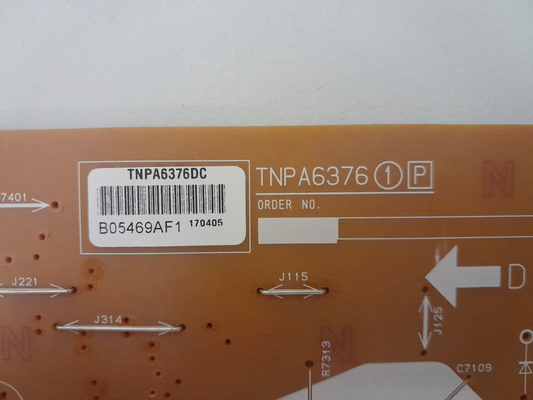 TNPA6376DC
B05469AF1 170405
TNPA6376 1 P
ORDER NO.
N
7401
J221
J115
D
J314
J125
N
N
R7313
C7109